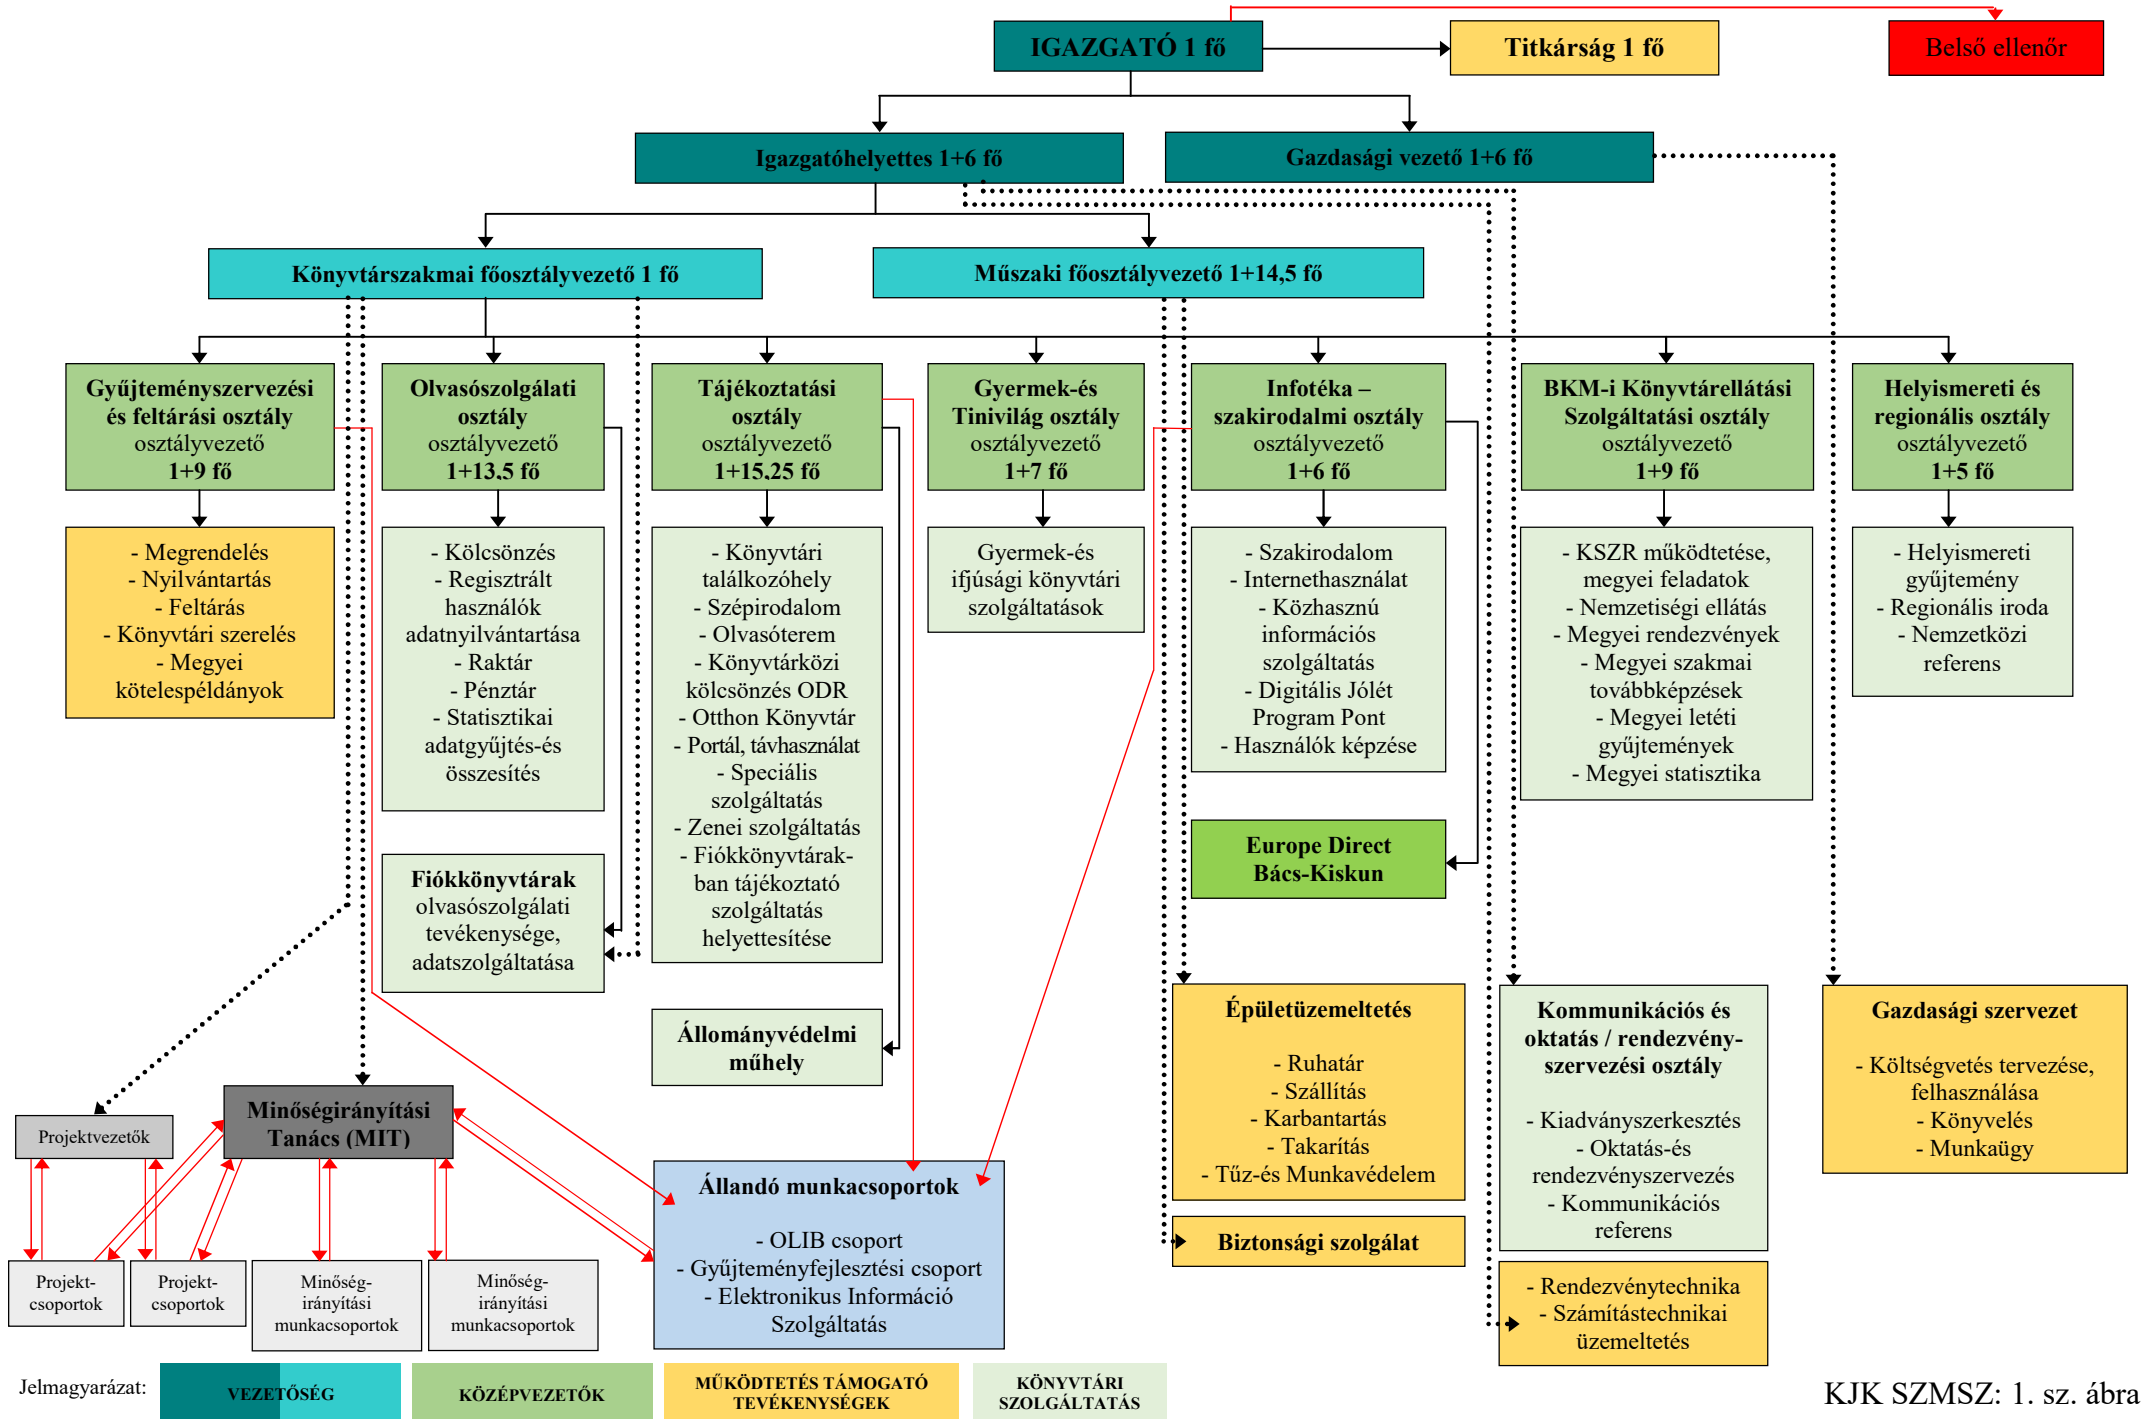 IGAZGATÓ 1 fő
Titkárság 1 fő
Belső ellenőr
Igazgatóhelyettes 1+6 fő
Gazdasági vezető 1+6 fő
Könyvtárszakmai főosztályvezető 1 fő
Műszaki főosztályvezető 1+14,5 fő
Gyűjteményszervezési
és feltárási osztály
osztályvezető
1+9 fő
Olvasószolgálati
osztály
osztályvezető
1+13,5 fő
Tájékoztatási
osztály
osztályvezető
1+15,25 fő
Gyermek-és
Tinivilág osztály
osztályvezető
1+7 fő
Infotéka –
szakirodalmi osztály
osztályvezető
1+6 fő
BKM-i Könyvtárellátási
Szolgáltatási osztály
osztályvezető
1+9 fő
Helyismereti és
regionális osztály
osztályvezető
1+5 fő
- Megrendelés
- Nyilvántartás
- Feltárás
- Könyvtári szerelés
- Megyei
kötelespéldányok
- Kölcsönzés
- Regisztrált
használók
adatnyilvántartása
- Raktár
- Pénztár
- Statisztikai
adatgyűjtés-és
összesítés
- Könyvtári
találkozóhely
- Szépirodalom
- Olvasóterem
- Könyvtárközi
kölcsönzés ODR
- Otthon Könyvtár
- Portál, távhasználat
- Speciális
szolgáltatás
- Zenei szolgáltatás
- Fiókkönyvtárak-
ban tájékoztató
szolgáltatás
helyettesítése
Gyermek-és
ifjúsági könyvtári
szolgáltatások
- Szakirodalom
- Internethasználat
- Közhasznú
információs
szolgáltatás
- Digitális Jólét
Program Pont
- Használók képzése
- KSZR működtetése,
megyei feladatok
- Nemzetiségi ellátás
- Megyei rendezvények
- Megyei szakmai
továbbképzések
- Megyei letéti
gyűjtemények
- Megyei statisztika
- Helyismereti
gyűjtemény
- Regionális iroda
- Nemzetközi
referens
Europe Direct
Bács-Kiskun
Fiókkönyvtárak
olvasószolgálati
tevékenysége,
adatszolgáltatása
Állományvédelmi
műhely
Épületüzemeltetés
- Ruhatár
- Szállítás
- Karbantartás
- Takarítás
- Tűz-és Munkavédelem
Kommunikációs és
oktatás / rendezvény-
szervezési osztály
- Kiadványszerkesztés
- Oktatás-és
rendezvényszervezés
- Kommunikációs
referens
Gazdasági szervezet
- Költségvetés tervezése,
felhasználása
- Könyvelés
- Munkaügy
Projektvezetők
Minőségirányítási
Tanács (MIT)
Állandó munkacsoportok
- OLIB csoport
- Gyűjteményfejlesztési csoport
- Elektronikus Információ
Szolgáltatás
Biztonsági szolgálat
- Rendezvénytechnika
- Számítástechnikai
üzemeltetés
Projekt-
csoportok
Projekt-
csoportok
Minőség-
irányítási
munkacsoportok
Minőség-
irányítási
munkacsoportok
Jelmagyarázat:
VEZETŐSÉG
KÖZÉPVEZETŐK
MŰKÖDTETÉS TÁMOGATÓ
TEVÉKENYSÉGEK
KÖNYVTÁRI
SZOLGÁLTATÁS
KJK SZMSZ: 1. sz. ábra